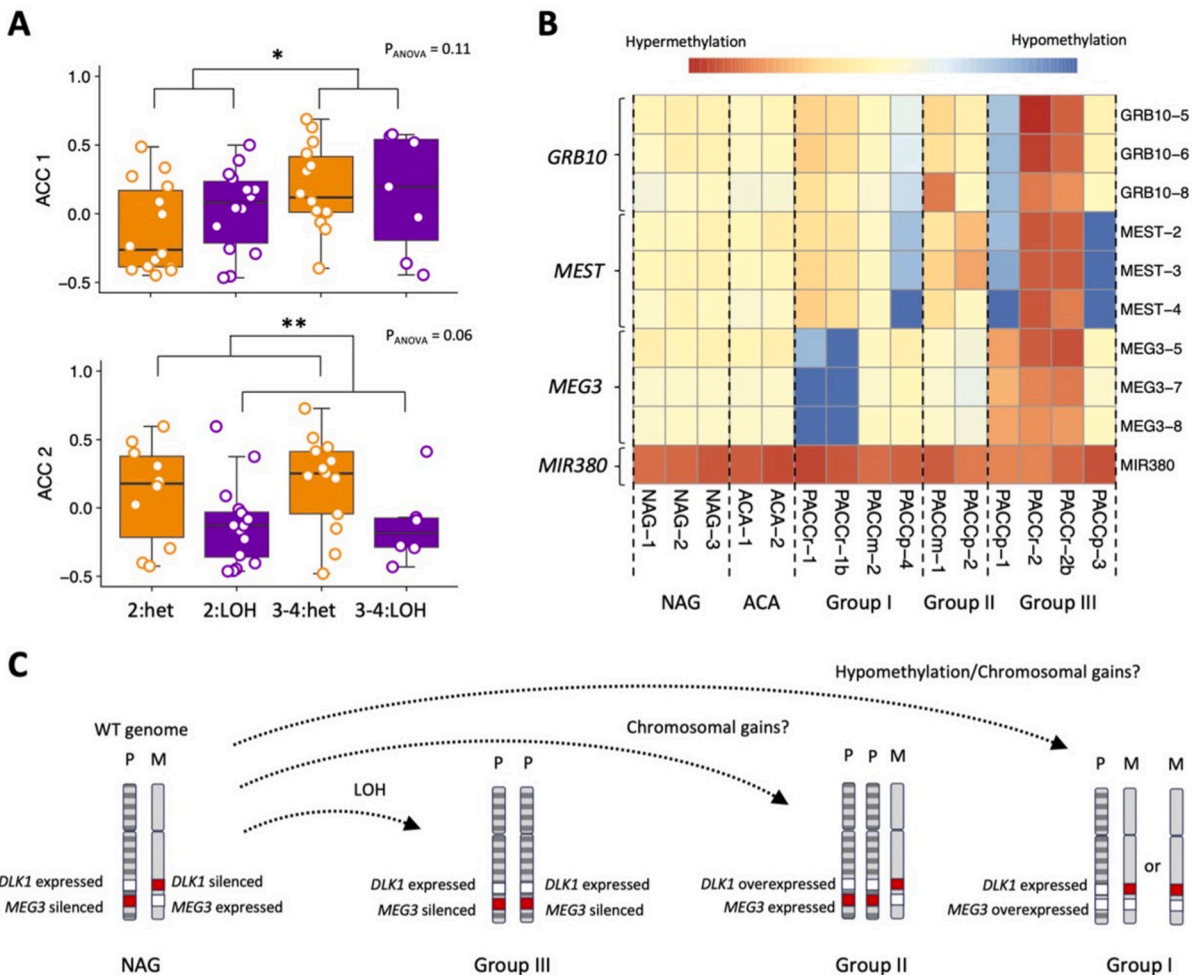 A
P_ANOVA = 0.11
*
ACC 1
1.0
0.5
0.0
−0.5
P_ANOVA = 0.06
**
ACC 2
1.0
0.5
0.0
−0.5
2:het
2:LOH
3-4:het
3-4:LOH
B
Hypermethylation
Hypomethylation
GRB10
MEST
MEG3
MIR380
GRB10−5
GRB10−6
GRB10−8
MEST−2
MEST−3
MEST−4
MEG3−5
MEG3−7
MEG3−8
MIR380
NAG−1
NAG−2
NAG−3
ACA−1
ACA−2
PACCr−1
PACCr−1b
PACCm−2
PACCp−4
PACCm−1
PACCp−2
PACCp−1
PACCr−2
PACCr−2b
PACCp−3
NAG
ACA
Group I
Group II
Group III
C
Hypomethylation/Chromosomal gains?
WT genome
Chromosomal gains?
P M
LOH
P P
P P M
P M
M
or
DLK1 expressed
DLK1 silenced
MEG3 silenced
MEG3 expressed
DLK1 expressed
DLK1 expressed
MEG3 silenced
MEG3 silenced
DLK1 overexpressed
MEG3 expressed
DLK1 expressed
MEG3 overexpressed
NAG
Group III
Group II
Group I